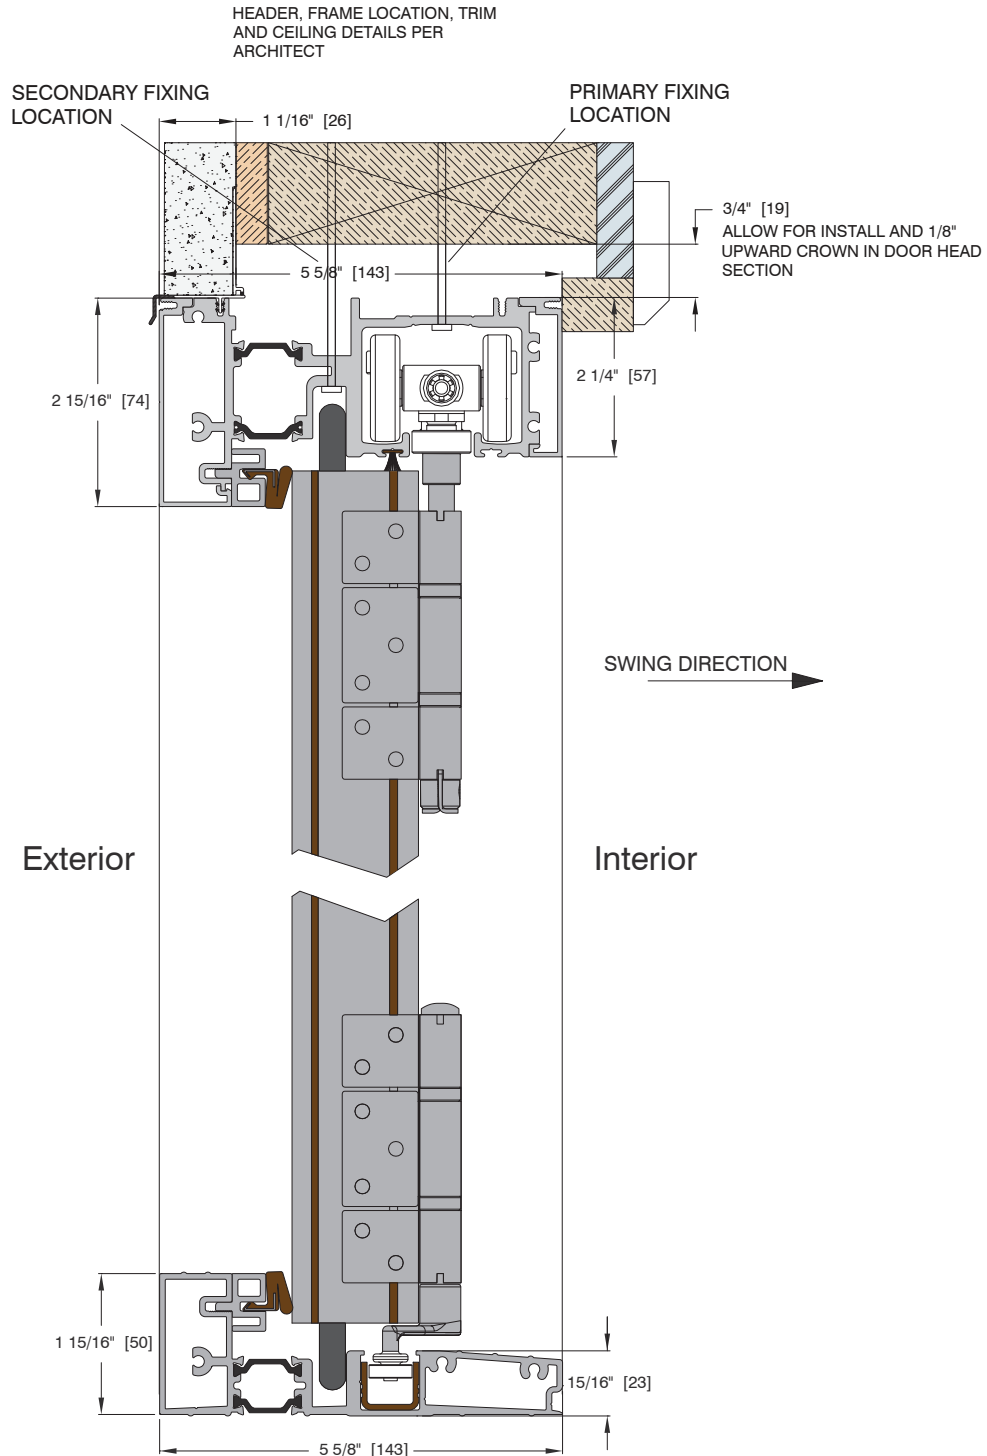 HEADER, FRAME LOCATION, TRIM
AND CEILING DETAILS PER
ARCHITECT
SECONDARY FIXING
LOCATION
PRIMARY FIXING
LOCATION
1 1/16" [26]
3/4" [19]
ALLOW FOR INSTALL AND 1/8"
UPWARD CROWN IN DOOR HEAD
SECTION
5 5/8" [143]
2 15/16" [74]
2 1/4" [57]
SWING DIRECTION
Exterior
Interior
1 15/16" [50]
15/16" [23]
5 5/8" [143]